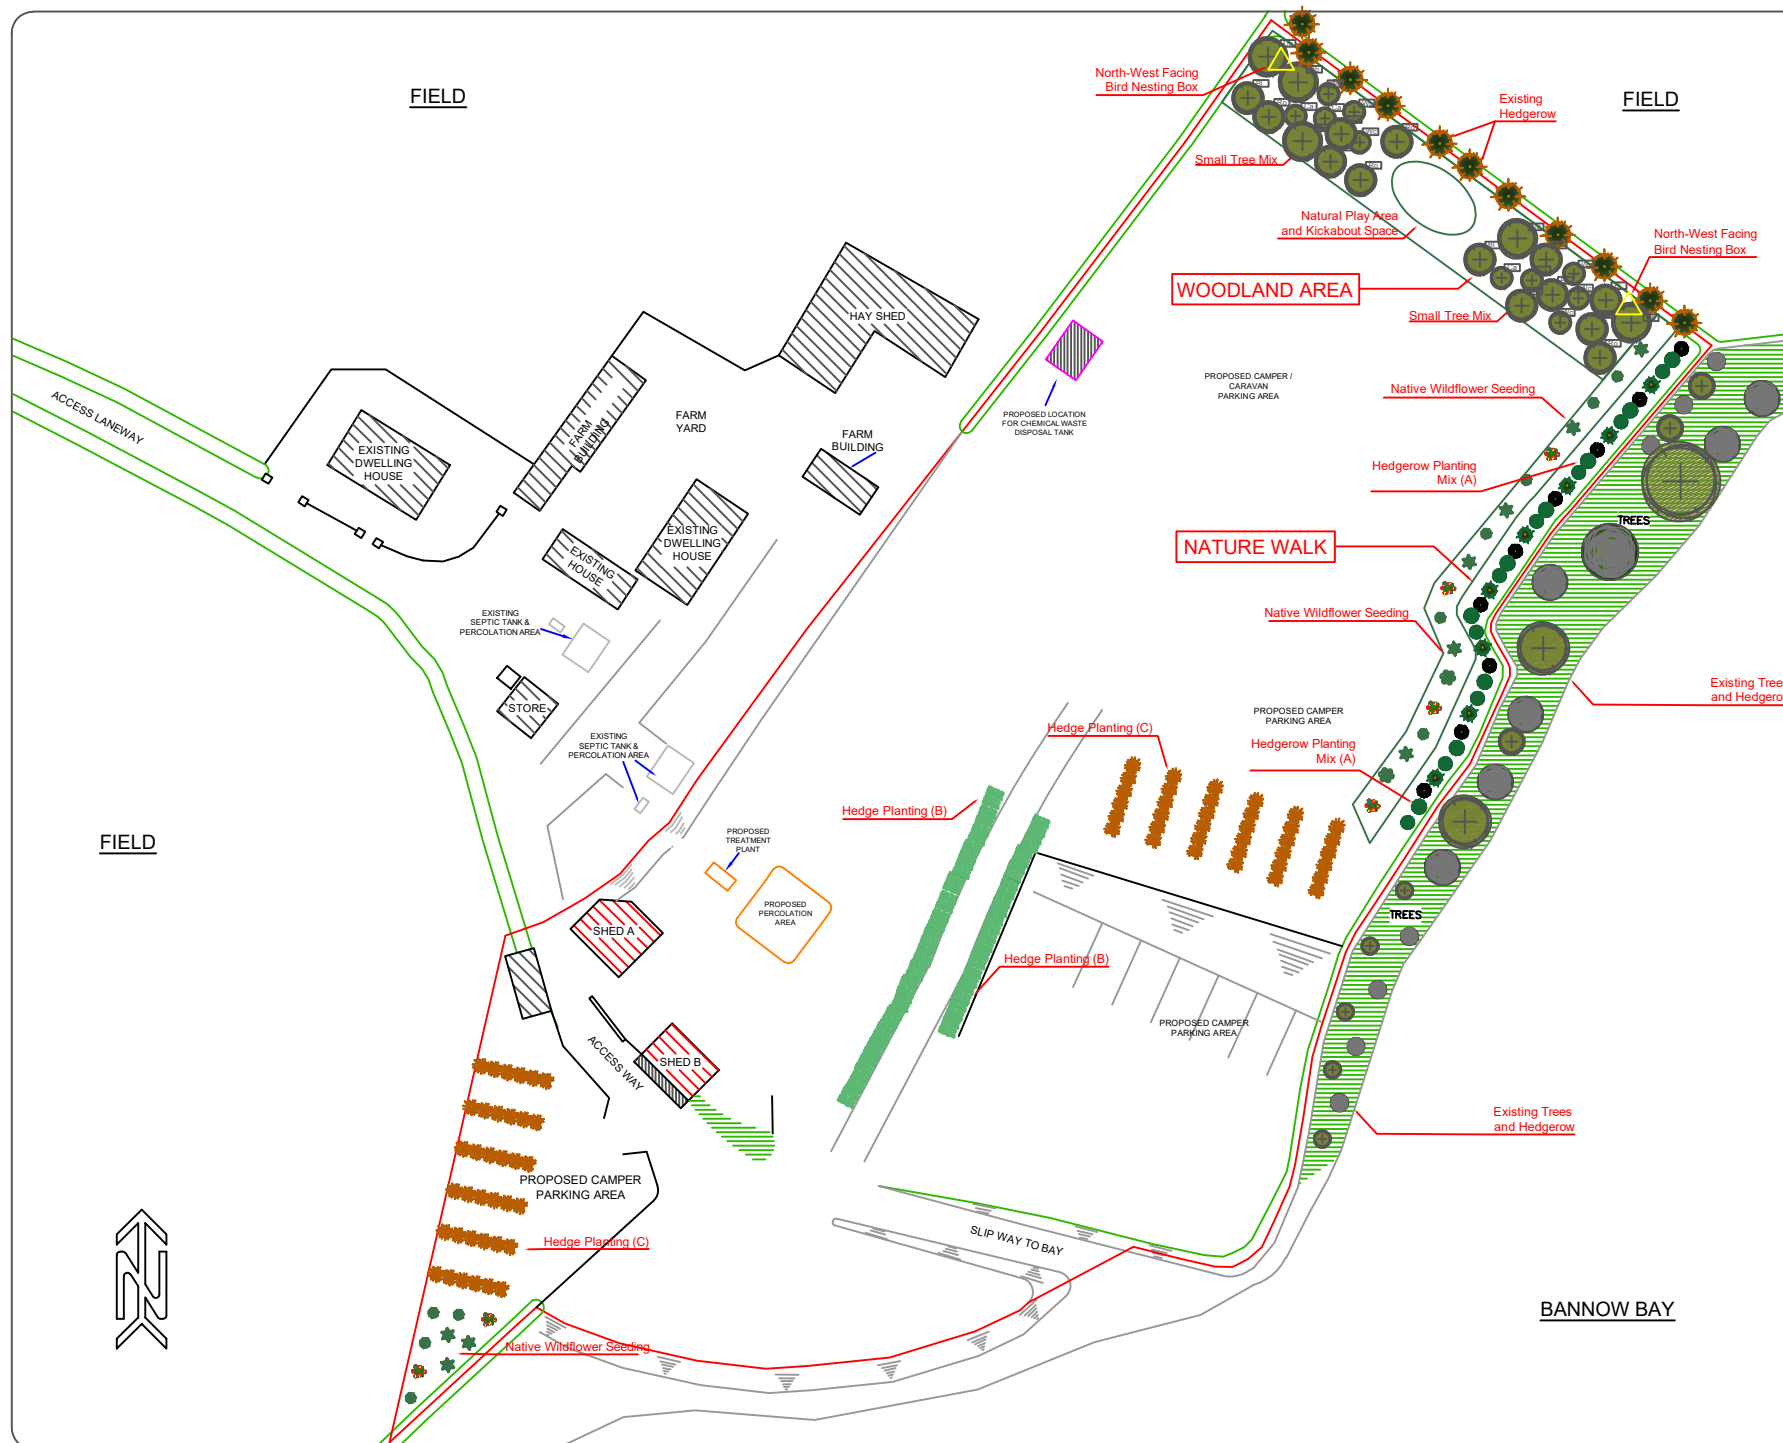 FIELD
North-West Facing
Bird Nesting Box
Existing
Hedgerow
FIELD
Small Tree Mix
Natural Play Area
and Kickabout Space
North-West Facing
Bird Nesting Box
WOODLAND AREA
Small Tree Mix
HAY SHED
PROPOSED CAMPER /
CARAVAN
PARKING AREA
Native Wildflower Seeding
ACCESS LANEWAY
FARM
YARD
PROPOSED LOCATION
FOR CHEMICAL WASTE
DISPOSAL TANK
FARM
BUILDING
FARM
BUILDING
EXISTING
DWELLING
HOUSE
Hedgerow Planting
Mix (A)
TREES
EXISTING
DWELLING
HOUSE
NATURE WALK
EXISTING
HOUSE
EXISTING
SEPTIC TANK &
PERCOLATION AREA
Native Wildflower Seeding
STORE
Existing Tree
and Hedgero
PROPOSED CAMPER
PARKING AREA
Hedge Planting (C)
EXISTING
SEPTIC TANK &
PERCOLATION AREA
Hedgerow Planting
Mix (A)
Hedge Planting (B)
FIELD
PROPOSED
TREATMENT
PLANT
PROPOSED
PERCOLATION
AREA
TREES
SHED A
Hedge Planting (B)
PROPOSED CAMPER
PARKING AREA
ACCESS WAY
SHED B
Existing Trees
and Hedgerow
PROPOSED CAMPER
PARKING AREA
Hedge Planting (C)
SLIP WAY TO BAY
BANNOW BAY
Native Wildflower Seeding
N